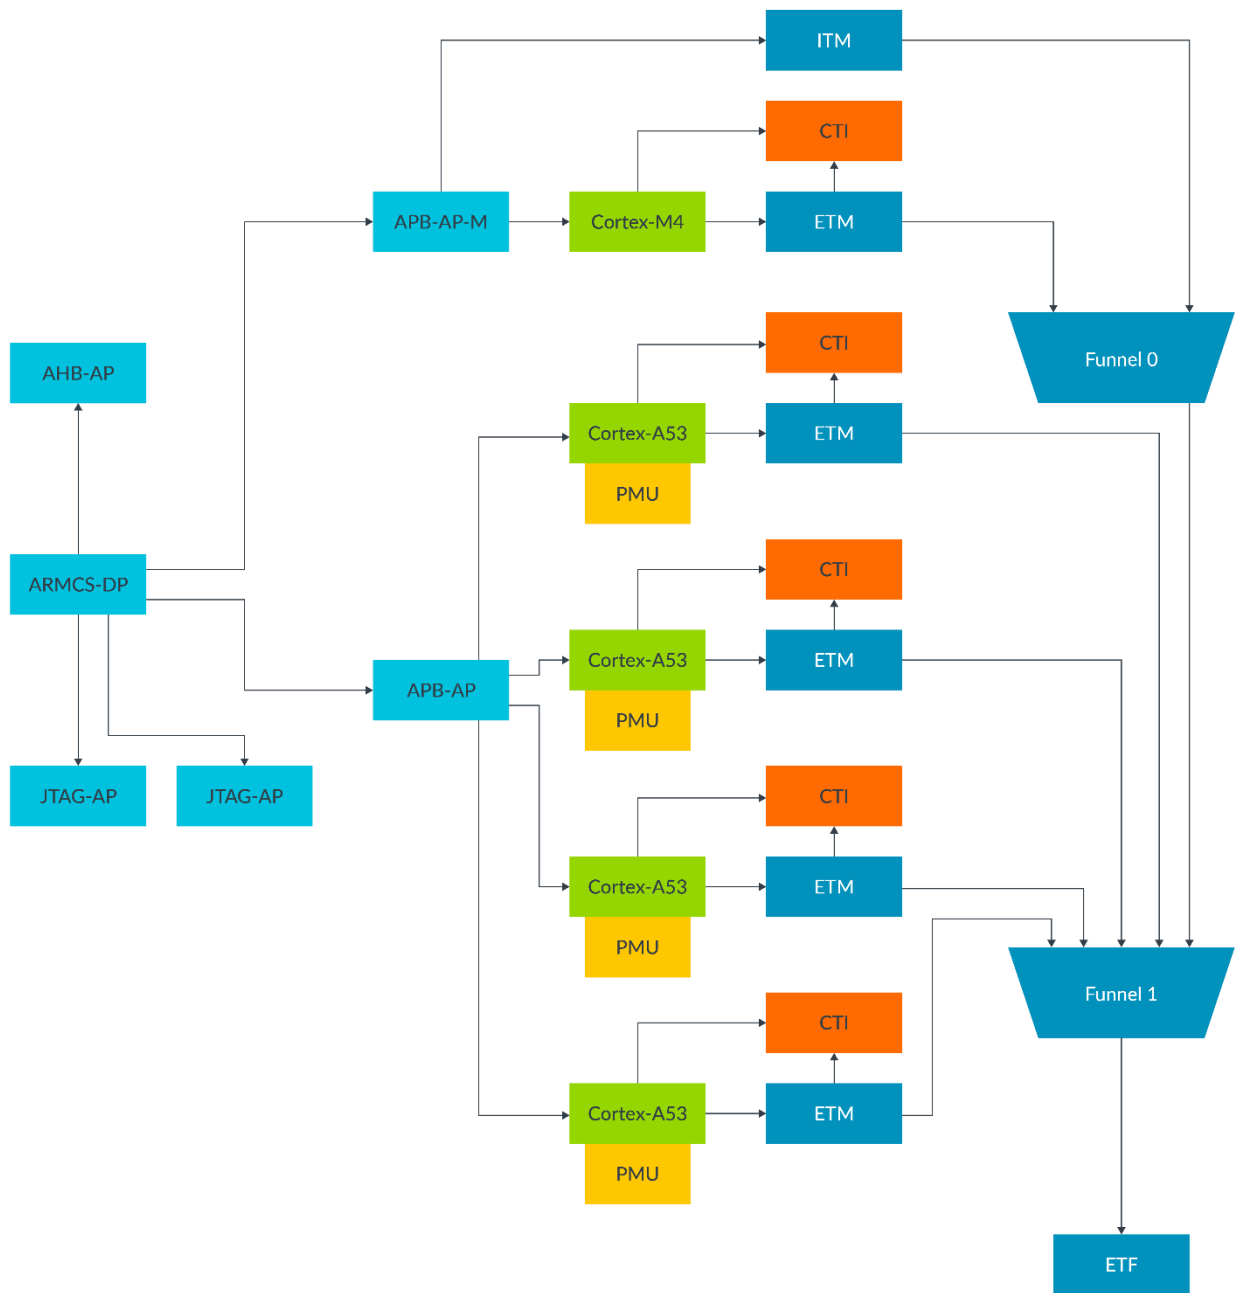 ITM
CTI
APB-AP-M
Cortex-M4
ETM
CTI
Funnel 0
AHB-AP
Cortex-A53
ETM
PMU
CTI
ARMCS-DP
Cortex-A53
ETM
APB-AP
PMU
JTAG-AP
JTAG-AP
CTI
Cortex-A53
ETM
PMU
Funnel 1
CTI
Cortex-A53
ETM
PMU
ETF